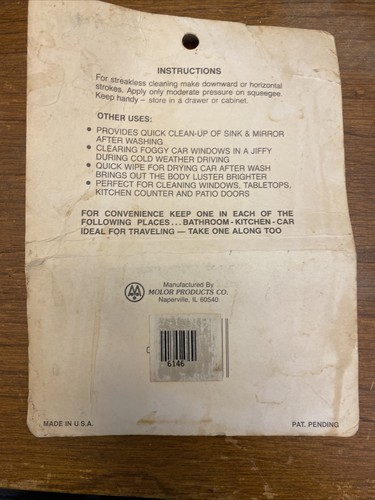 INSTRUCTIONS
For streakless cleaning make downward or horizontal
strokes. Apply only moderate pressure on squeegee.
Keep handy – store in a drawer or cabinet.
OTHER USES:
• PROVIDES QUICK CLEAN-UP OF SINK & MIRROR
AFTER WASHING
• CLEARING FOGGY CAR WINDOWS IN A JIFFY
DURING COLD WEATHER DRIVING
• QUICK WIPE FOR DRYING CAR AFTER WASH
BRINGS OUT THE BODY LUSTER BRIGHTER
• PERFECT FOR CLEANING WINDOWS, TABLETOPS,
KITCHEN COUNTER AND PATIO DOORS
FOR CONVENIENCE KEEP ONE IN EACH OF THE
FOLLOWING PLACES... BATHROOM - KITCHEN - CAR
IDEAL FOR TRAVELING — TAKE ONE ALONG TOO
Manufactured By
MOLOR PRODUCTS CO.
Naperville, IL 60540
6146
MADE IN U.S.A.
PAT. PENDING